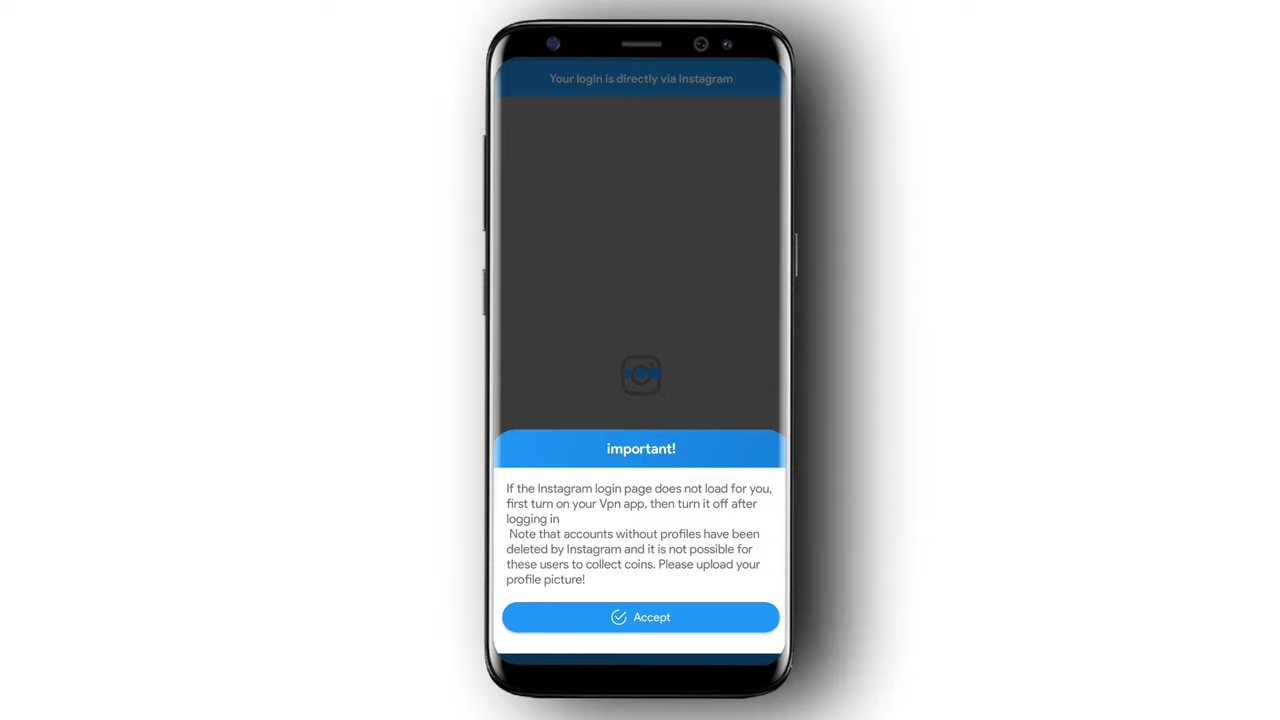 Your login is directly via Instagram
important!
If the Instagram login page does not load for you,
first turn on your Vpn app, then turn it off after
logging in
Note that accounts without profiles have been
deleted by Instagram and it is not possible for
these users to collect coins. Please upload your
profile picture!
Accept